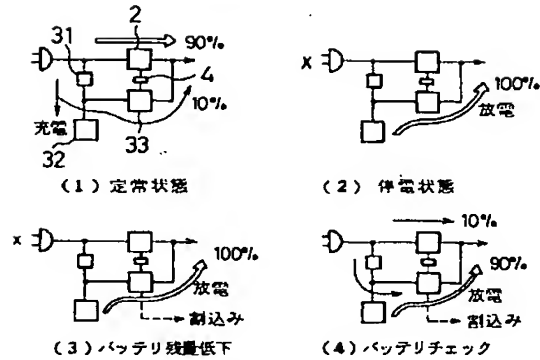 2
90%
31
4
10%
充電
32
33
(1) 定常状態
X
100%
放電
(2) 停電状態
X
100%
放電
割込み
(3) バッテリ残量低下
10%
90%
放電
割込み
(4) バッテリチェック